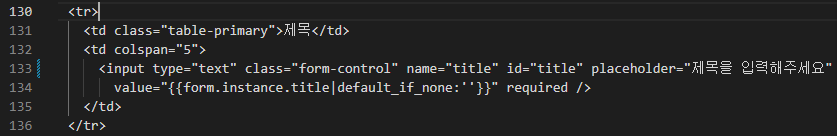 130 <tr>
131 <td class="table-primary">제목</td>
132 <td colspan="5">
133 <input type="text" class="form-control" name="title" id="title" placeholder="제목을 입력해주세요"
134 value="{{form.instance.title|default_if_none:''}}" required />
135 </td>
136 </tr>